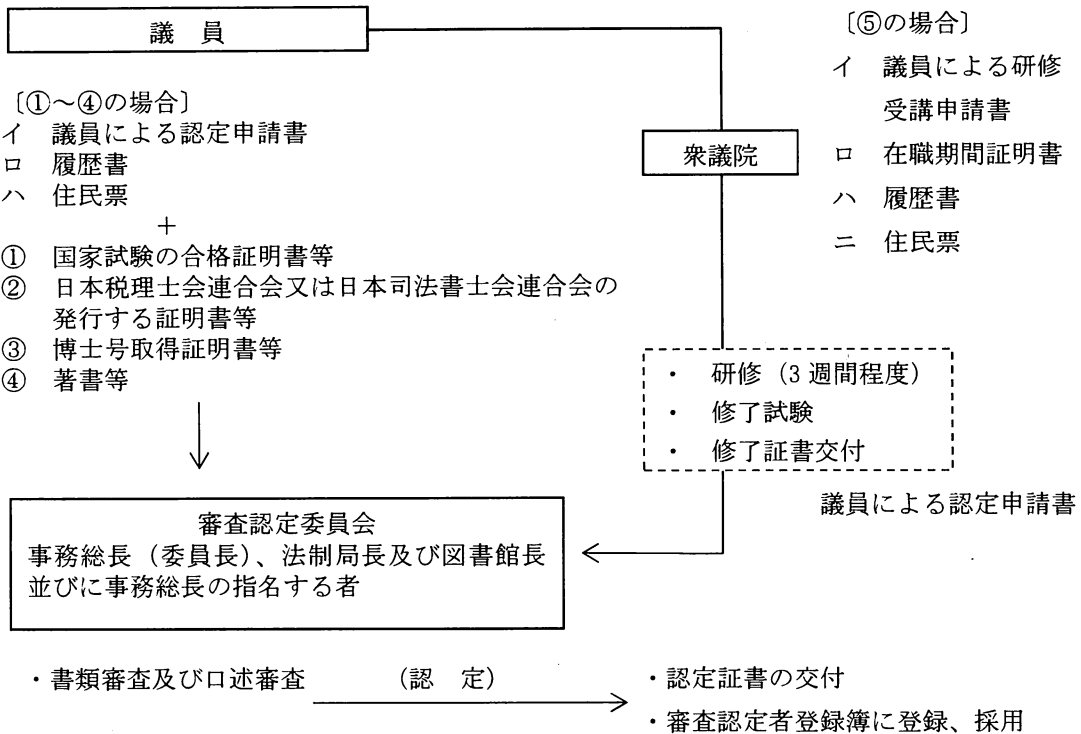 議　員
〔①～④の場合〕
イ　議員による認定申請書
ロ　履歴書
ハ　住民票
＋
①　国家試験の合格証明書等
②　日本税理士会連合会又は日本司法書士会連合会の
発行する証明書等
③　博士号取得証明書等
④　著書等
〔⑤の場合〕
イ　議員による研修
受講申請書
ロ　在職期間証明書
ハ　履歴書
ニ　住民票
衆議院
・　研修（3週間程度）
・　修了試験
・　修了証書交付
議員による認定申請書
審査認定委員会
事務総長（委員長）、法制局長及び図書館長
並びに事務総長の指名する者
・書類審査及び口述審査
（認　定）
・認定証書の交付
・審査認定者登録簿に登録、採用